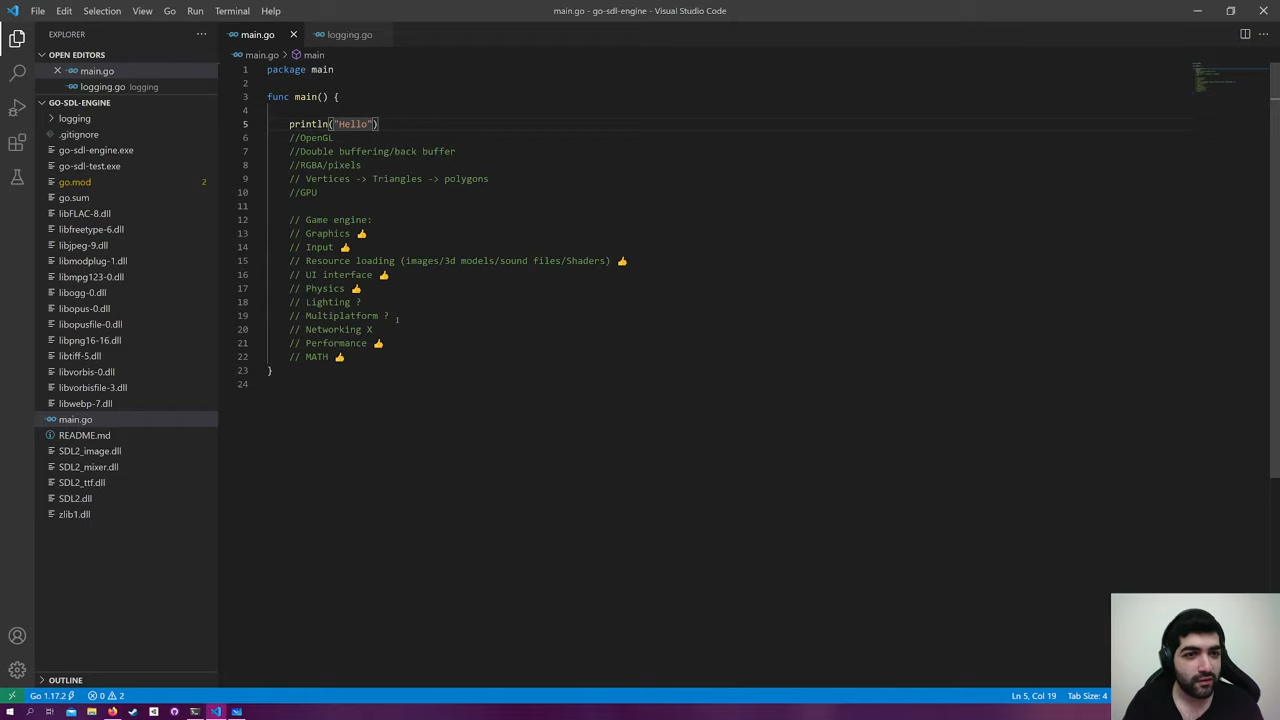 File Edit Selection View Go Run Terminal Help
main.go - go-sdl-engine - Visual Studio Code
EXPLORER
OPEN EDITORS
main.go
logging.go logging
GO-SDL-ENGINE
logging
.gitignore
go-sdl-engine.exe
go-sdl-test.exe
go.mod 2
go.sum
libFLAC-8.dll
libfreetype-6.dll
libjpeg-9.dll
libmodplug-1.dll
libmpg123-0.dll
libogg-0.dll
libopus-0.dll
libopusfile-0.dll
libpng16-16.dll
libtiff-5.dll
libvorbis-0.dll
libvorbisfile-3.dll
libwebp-7.dll
main.go
README.md
SDL2_image.dll
SDL2_mixer.dll
SDL2_ttf.dll
SDL2.dll
zlib1.dll
OUTLINE
main.go logging.go
main.go main
1 package main
2
3 func main() {
4
5 println("Hello")
6 //OpenGL
7 //Double buffering/back buffer
8 //RGBA/pixels
9 // Vertices -> Triangles -> polygons
10 //GPU
11
12 // Game engine:
13 // Graphics 👍
14 // Input 👍
15 // Resource loading (images/3d models/sound files/Shaders) 👍
16 // UI interface 👍
17 // Physics 👍
18 // Lighting ?
19 // Multiplatform ?
20 // Networking X
21 // Performance 👍
22 // MATH 👍
23 }
24
Go 1.17.2 0 2
Ln 5, Col 19 Tab Size: 4